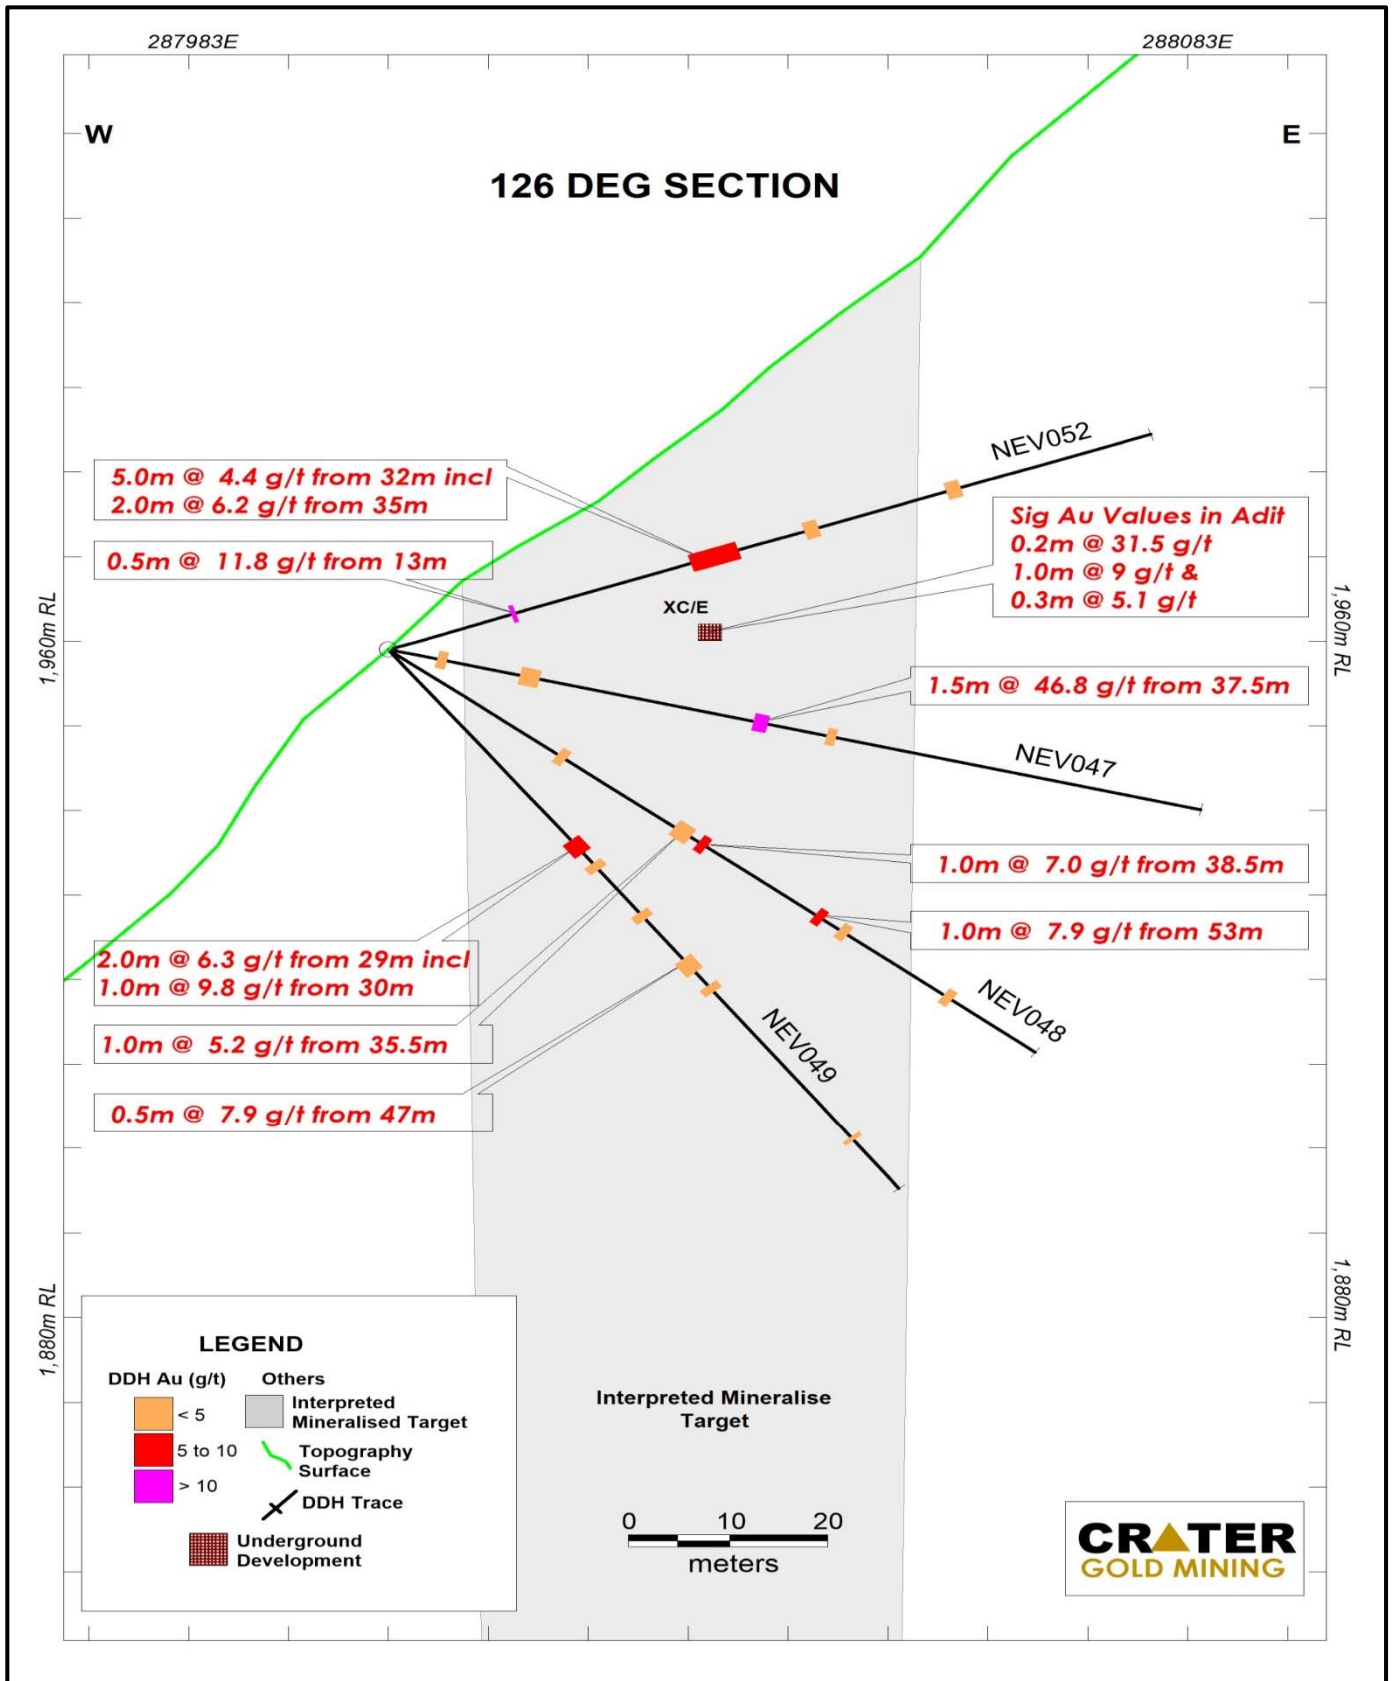 287983E
288083E
W
E
126 DEG SECTION
NEV052
5.0m @ 4.4 g/t from 32m incl
2.0m @ 6.2 g/t from 35m
Sig Au Values in Adit
0.2m @ 31.5 g/t
1.0m @ 9 g/t &
0.3m @ 5.1 g/t
0.5m @ 11.8 g/t from 13m
XC/E
1,960m RL
1,960m RL
1.5m @ 46.8 g/t from 37.5m
NEV047
1.0m @ 7.0 g/t from 38.5m
1.0m @ 7.9 g/t from 53m
2.0m @ 6.3 g/t from 29m incl
1.0m @ 9.8 g/t from 30m
NEV048
NEV049
1.0m @ 5.2 g/t from 35.5m
0.5m @ 7.9 g/t from 47m
1,880m RL
1,880m RL
LEGEND
DDH Au (g/t)
< 5
5 to 10
> 10
Others
Interpreted
Mineralised Target
Topography
Surface
DDH Trace
Underground
Development
Interpreted Mineralise
Target
0 10 20
meters
CRATER
GOLD MINING